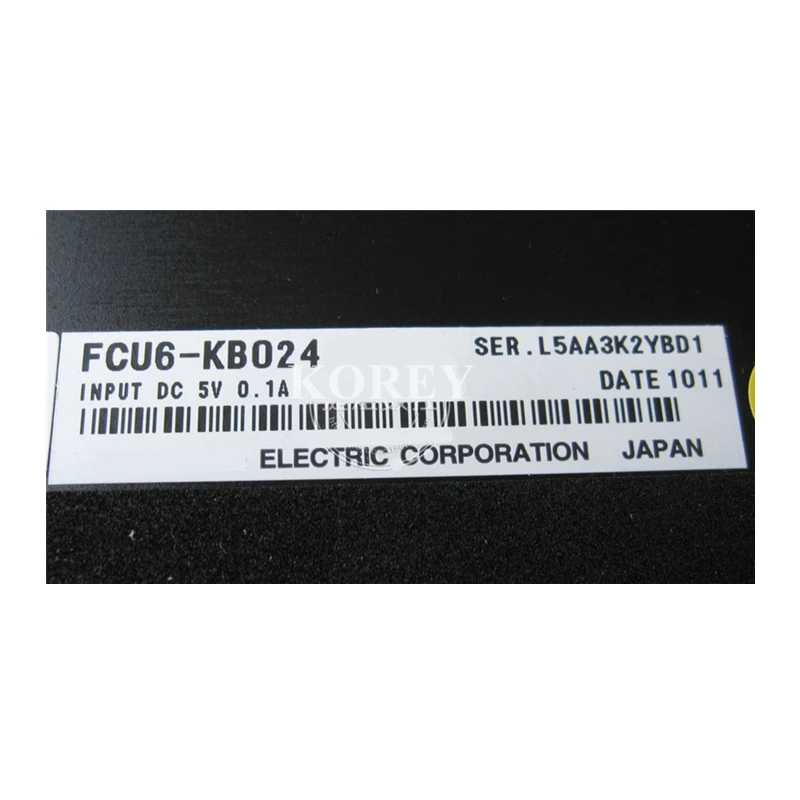 FCU6-KB024 SER.L5AA3K2YBD1
INPUT DC 5V 0.1A DATE 1011
KOREY
ELECTRIC CORPORATION JAPAN